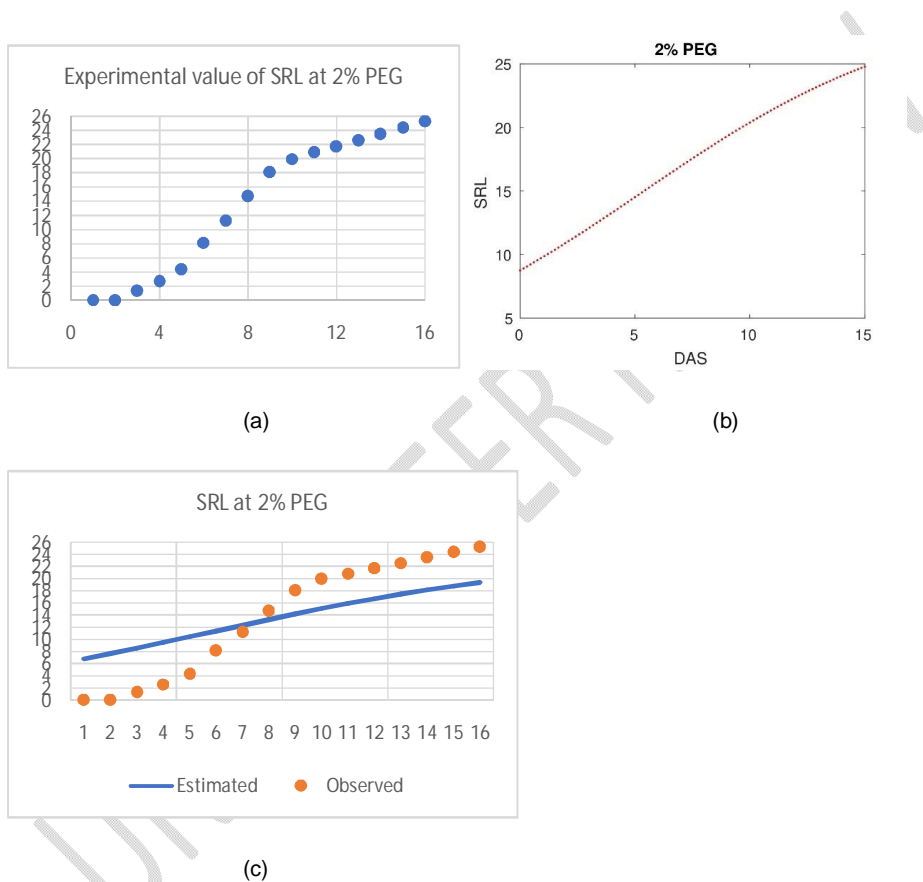 Experimental value of SRL at 2% PEG
26
24
22
20
18
16
14
12
10
8
6
4
2
0
0 4 8 12 16
(a)
2% PEG
25
20
15
10
5
SRL
0 5 10 15
DAS
(b)
SRL at 2% PEG
26
24
22
20
18
16
14
12
10
8
6
4
2
0
1 2 3 4 5 6 7 8 9 10 11 12 13 14 15 16
Estimated Observed
(c)